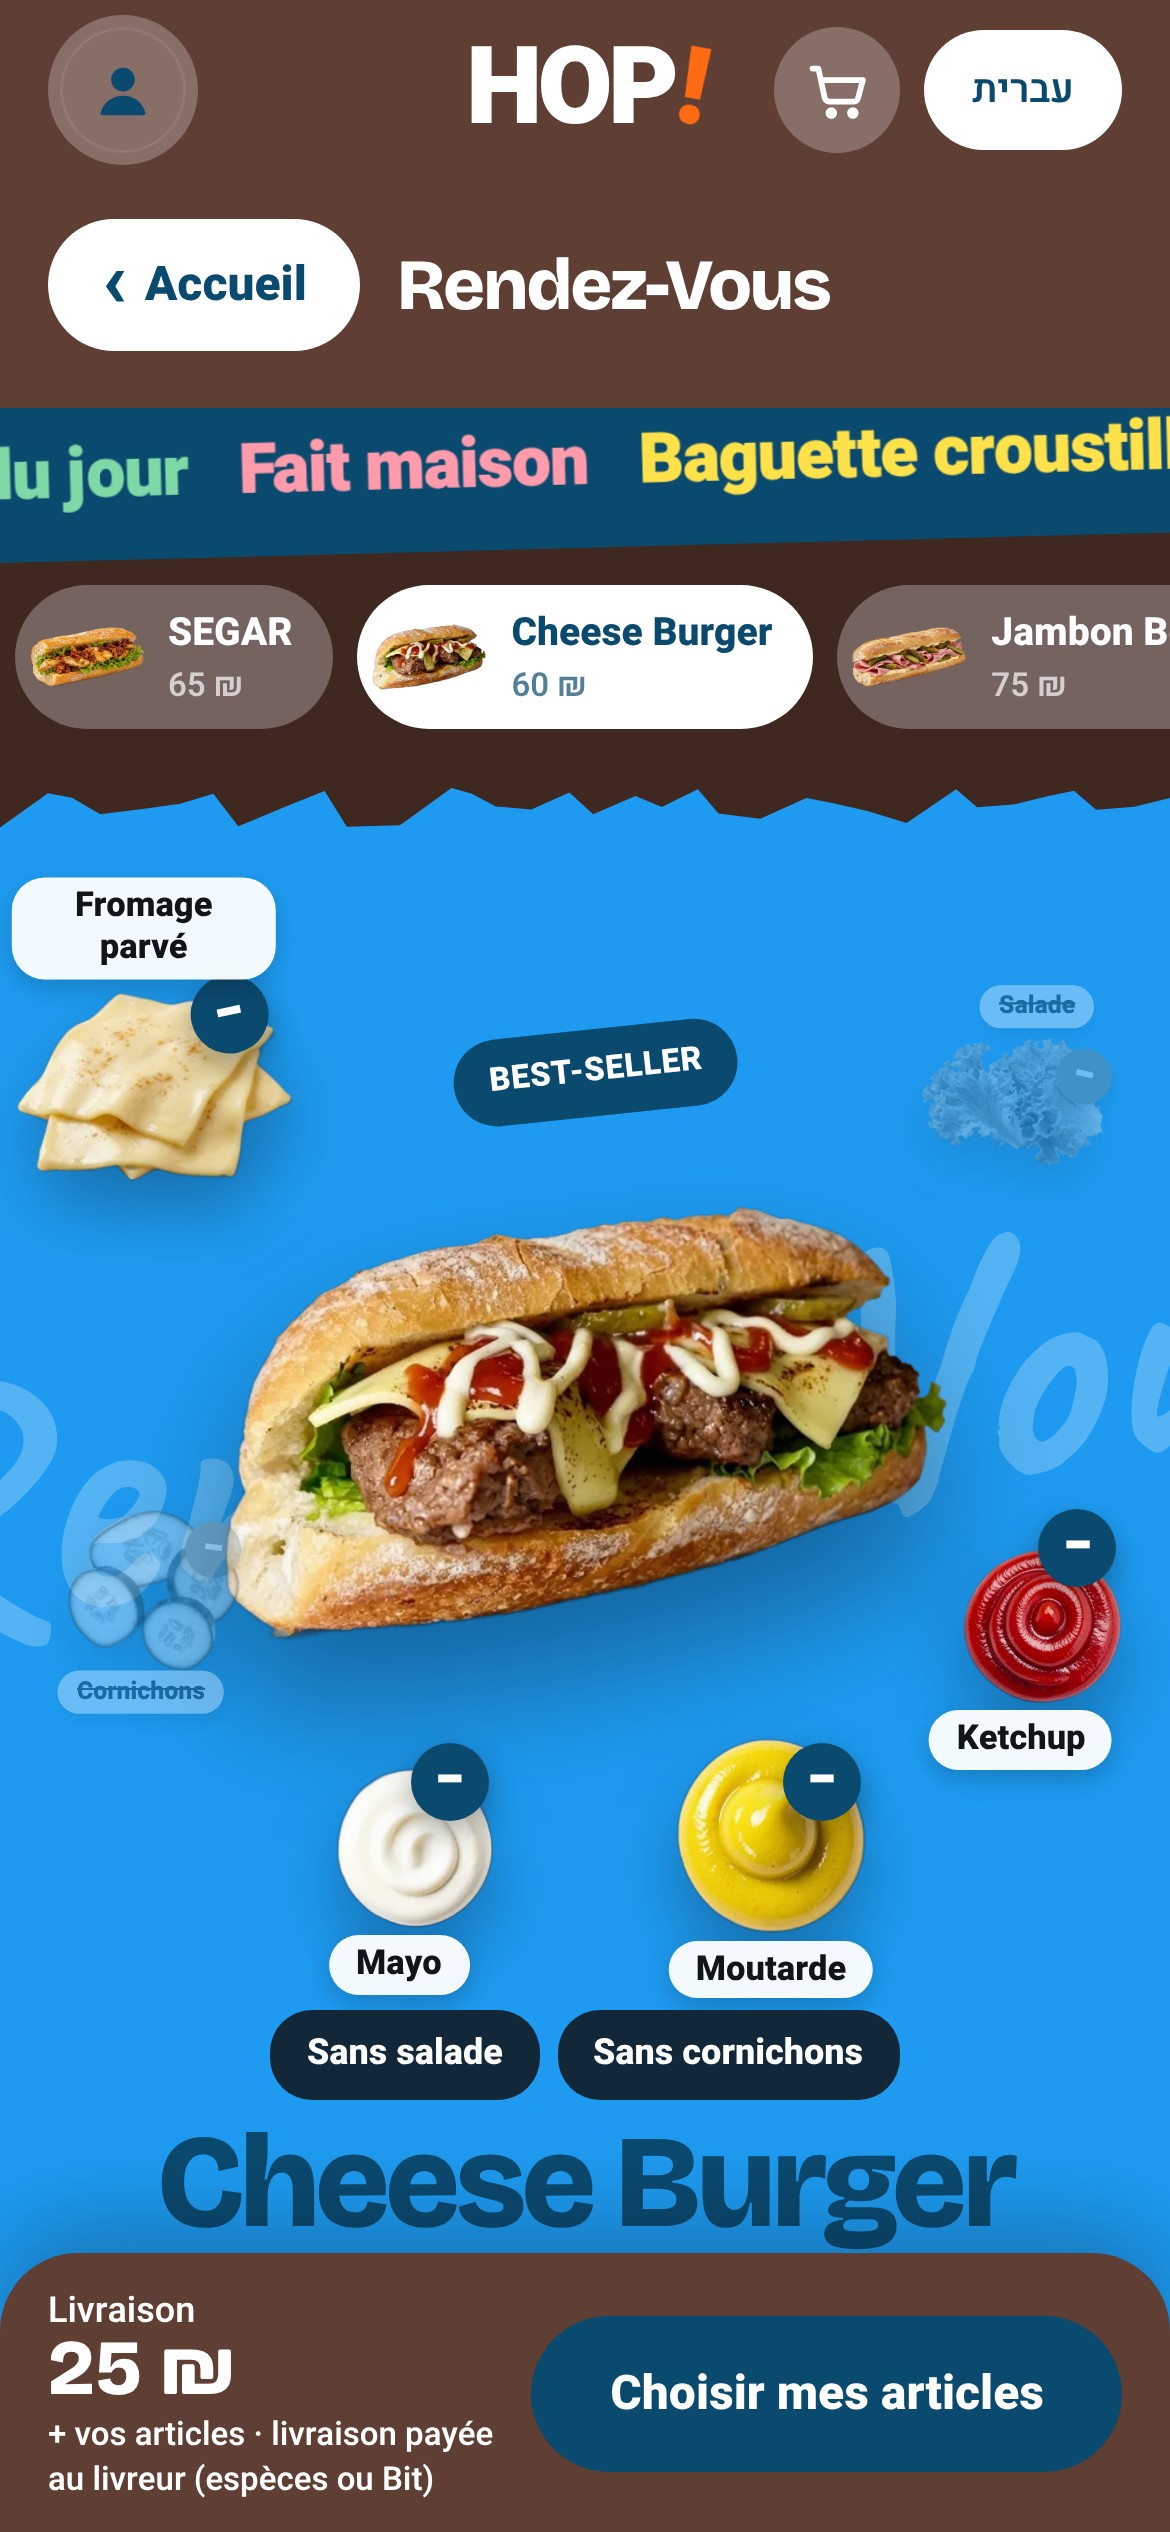 HOP!
עברית
‹ Accueil
Rendez-Vous
du jour Fait maison Baguette croustill
SEGAR
65 ₪
Cheese Burger
60 ₪
Jambon B
75 ₪
Fromage
parvé
Salade
BEST-SELLER
Rev
Vou
Cornichons
Ketchup
Mayo
Moutarde
Sans salade
Sans cornichons
Cheese Burger
Livraison
25 ₪
+ vos articles · livraison payée
au livreur (espèces ou Bit)
Choisir mes articles